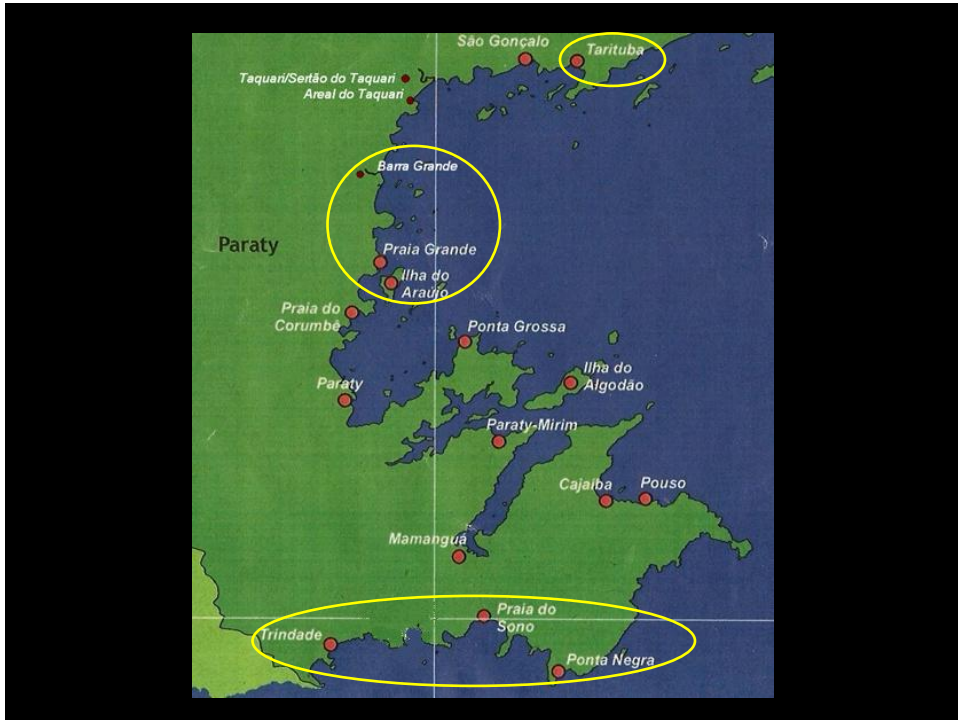 São Gonçalo
Tarituba
Taquari/Sertão do Taquari
Areal do Taquari
Barra Grande
Paraty
Praia Grande
Ilha do
Araújo
Praia do
Corumbê
Ponta Grossa
Ilha do
Algodão
Paraty
Paraty-Mirim
Cajaíba
Pouso
Mamanguá
Praia do
Sono
Trindade
Ponta Negra